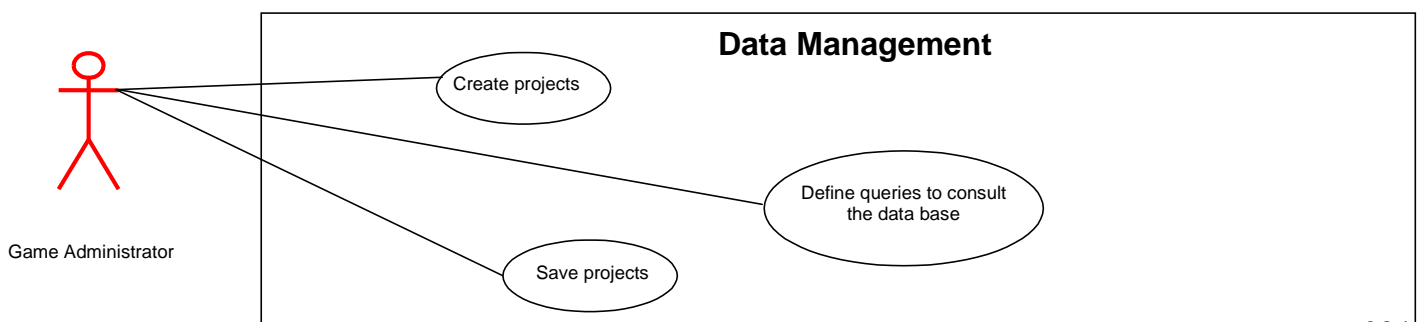 Data Management
Create projects
Define queries to consult
the data base
Game Administrator
Save projects